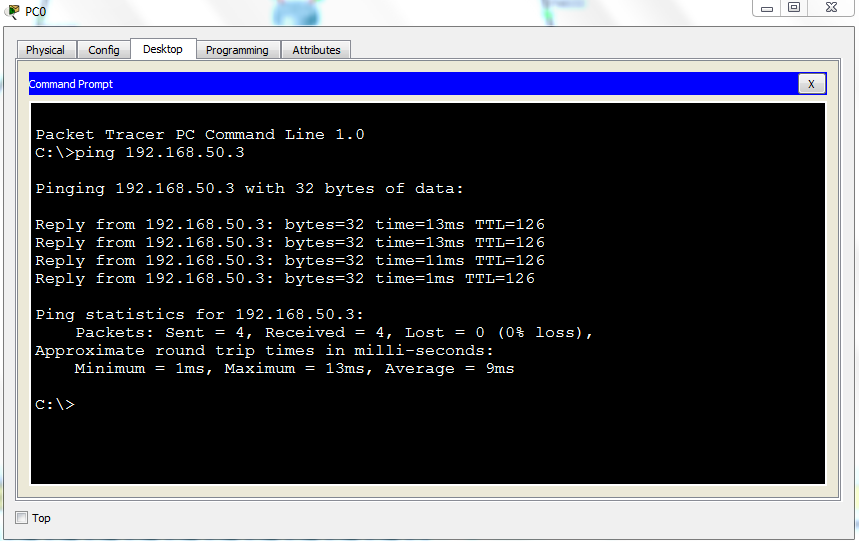 PC0
Physical Config Desktop Programming Attributes
Command Prompt X
Packet Tracer PC Command Line 1.0
C:\>ping 192.168.50.3
Pinging 192.168.50.3 with 32 bytes of data:
Reply from 192.168.50.3: bytes=32 time=13ms TTL=126
Reply from 192.168.50.3: bytes=32 time=13ms TTL=126
Reply from 192.168.50.3: bytes=32 time=11ms TTL=126
Reply from 192.168.50.3: bytes=32 time=1ms TTL=126
Ping statistics for 192.168.50.3:
Packets: Sent = 4, Received = 4, Lost = 0 (0% loss),
Approximate round trip times in milli-seconds:
Minimum = 1ms, Maximum = 13ms, Average = 9ms
C:\>
Top